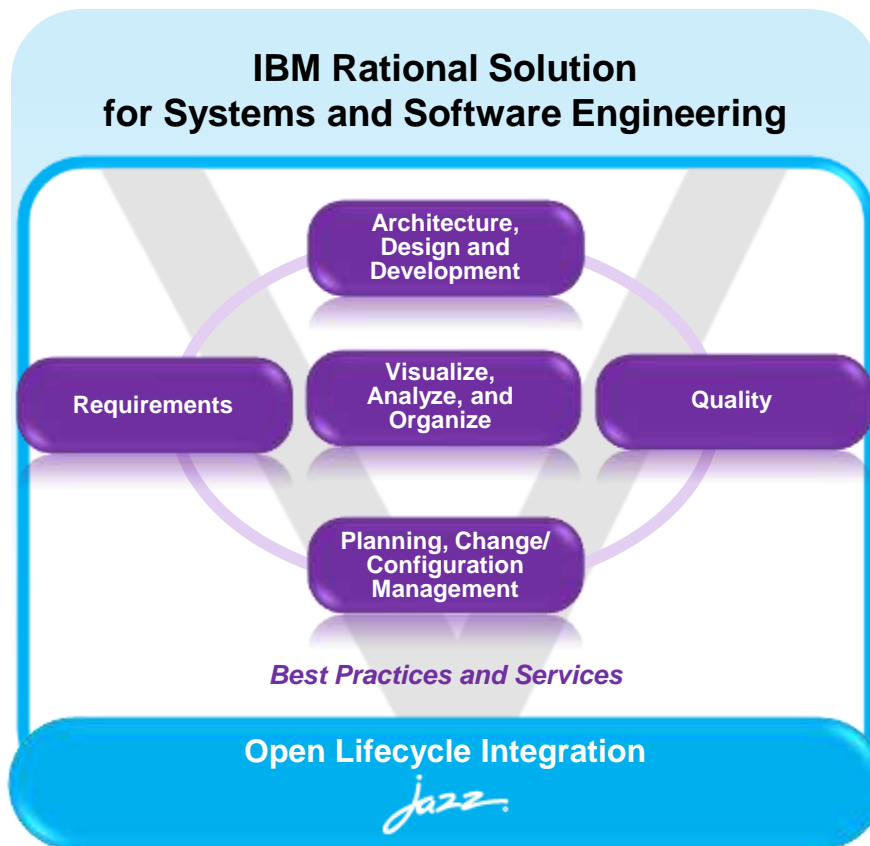 IBM Rational Solution
for Systems and Software Engineering
Architecture,
Design and
Development
Requirements
Visualize,
Analyze, and
Organize
Quality
Planning, Change/
Configuration
Management
Best Practices and Services
Open Lifecycle Integration
jazz